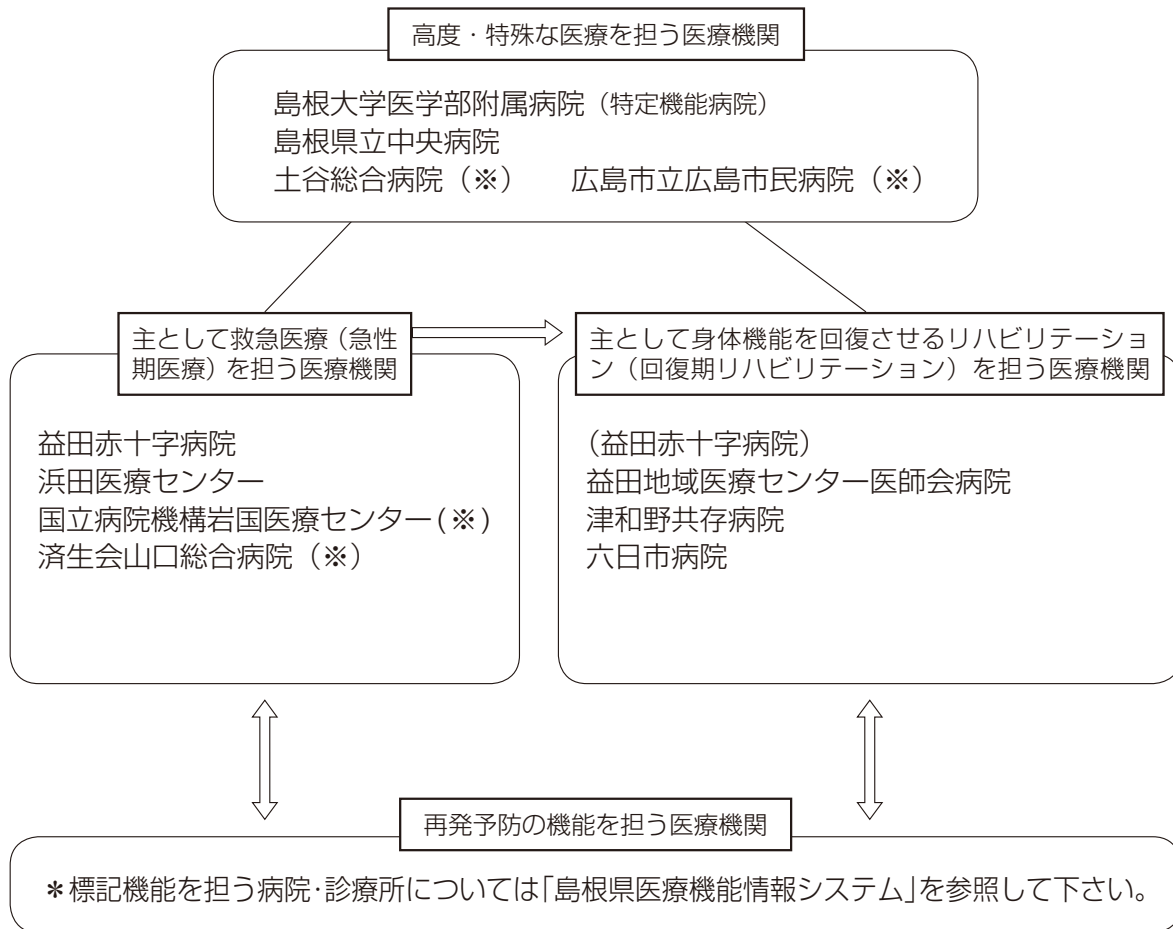 高度・特殊な医療を担う医療機関
島根大学医学部附属病院（特定機能病院）
島根県立中央病院
土谷総合病院（※）　広島市立広島市民病院（※）
主として救急医療（急性
期医療）を担う医療機関
益田赤十字病院
浜田医療センター
国立病院機構岩国医療センター(※)
済生会山口総合病院（※）
主として身体機能を回復させるリハビリテーショ
ン（回復期リハビリテーション）を担う医療機関
（益田赤十字病院）
益田地域医療センター医師会病院
津和野共存病院
六日市病院
再発予防の機能を担う医療機関
＊標記機能を担う病院・診療所については「島根県医療機能情報システム」を参照して下さい。